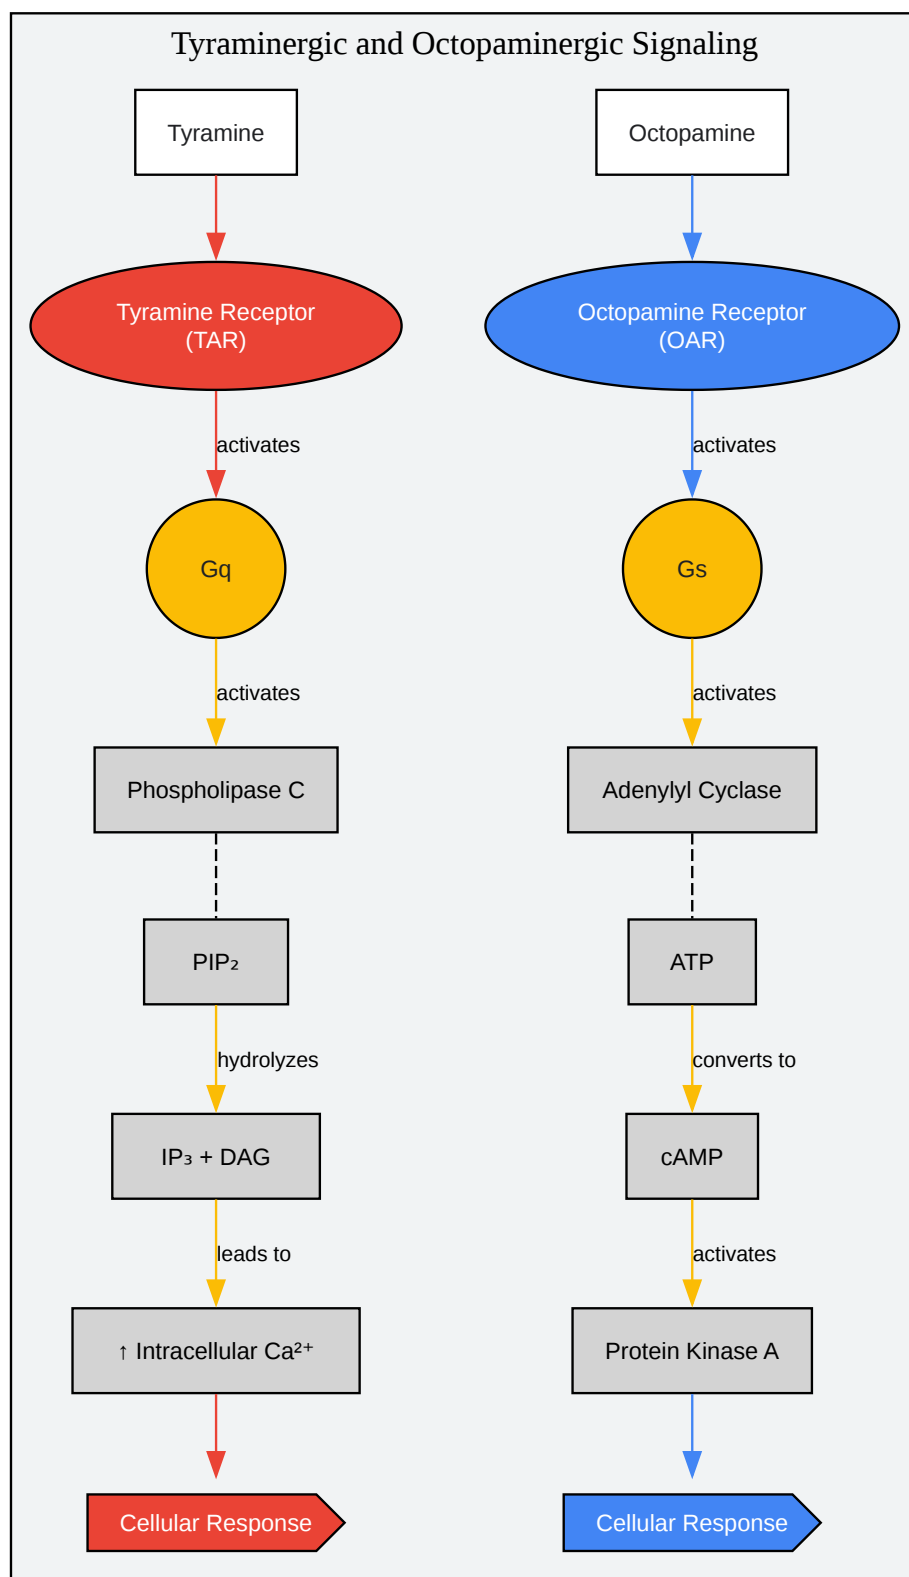 Tyraminergic and Octopaminergic Signaling
Tyramine
Tyramine Receptor
(TAR)
activates
Gq
activates
Phospholipase C
PIP₂
hydrolyzes
IP₃ + DAG
leads to
↑ Intracellular Ca²⁺
Cellular Response
Octopamine
Octopamine Receptor
(OAR)
activates
Gs
activates
Adenylyl Cyclase
ATP
converts to
cAMP
activates
Protein Kinase A
Cellular Response